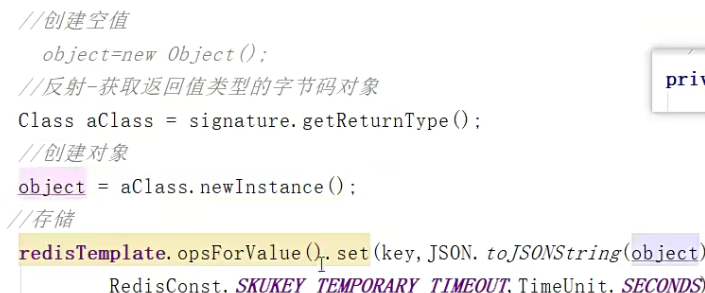 //创建空值
object=new Object();
//反射-获取返回值类型的字节码对象
priv
Class aClass = signature.getReturnType();
//创建对象
object = aClass.newInstance();
//存储
redisTemplate.opsForValue().set(key,JSON.toJSONString(object)
RedisConst.SKUKEY_TEMPORARY_TIMEOUT,TimeUnit.SECONDS)